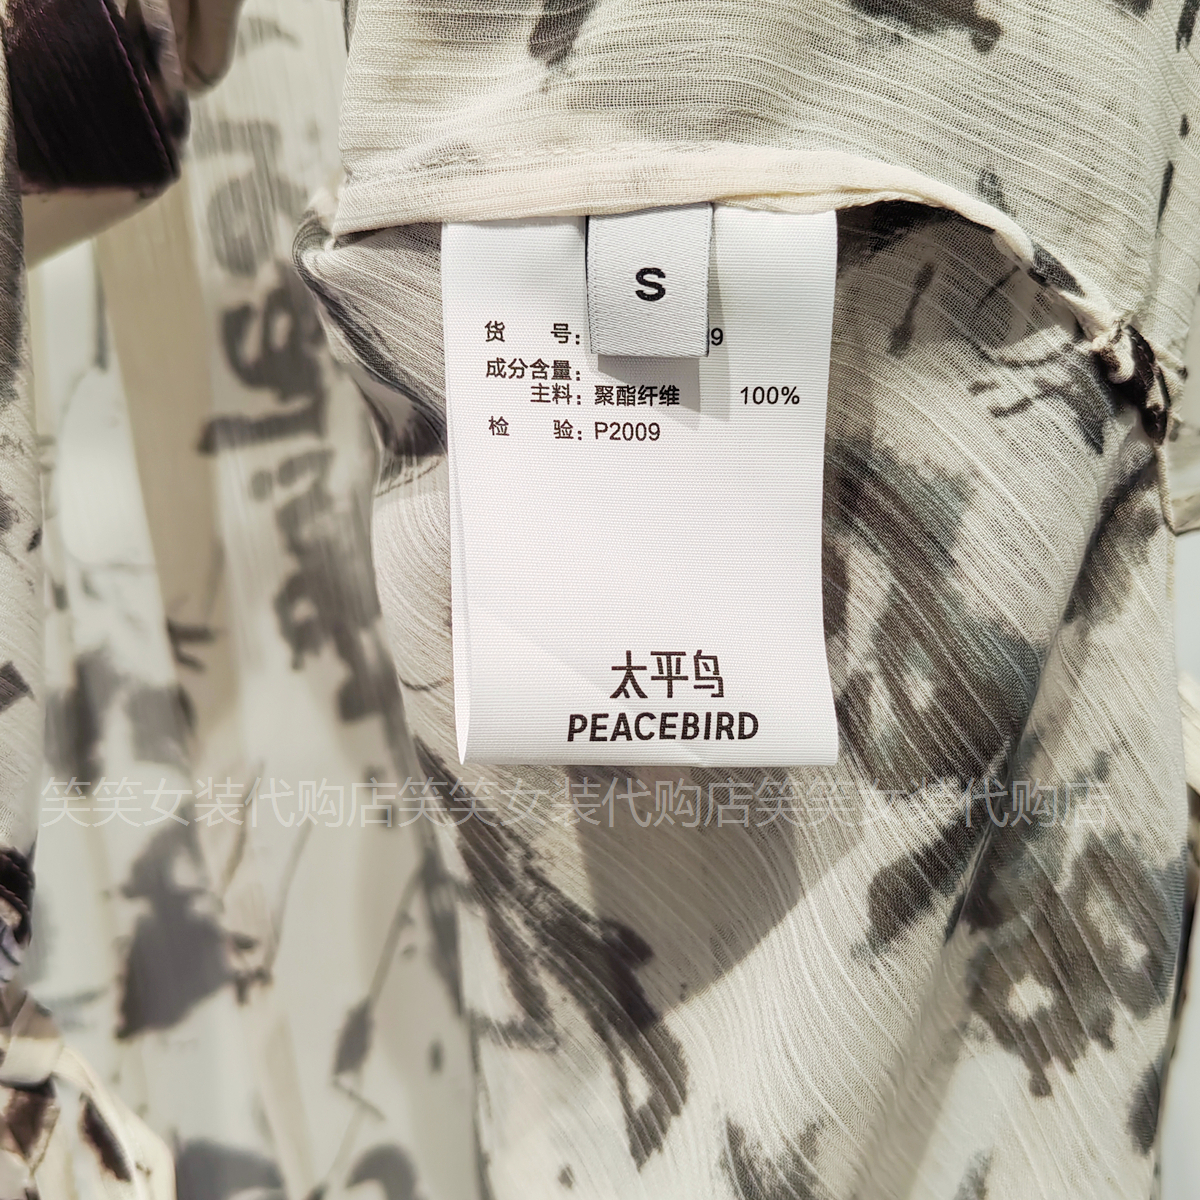 S
货 号: 9
成分含量:
主料: 聚酯纤维 100%
检 验: P2009
太平鸟
PEACEBIRD
笑笑女装代购店笑笑女装代购店笑笑女装代购店